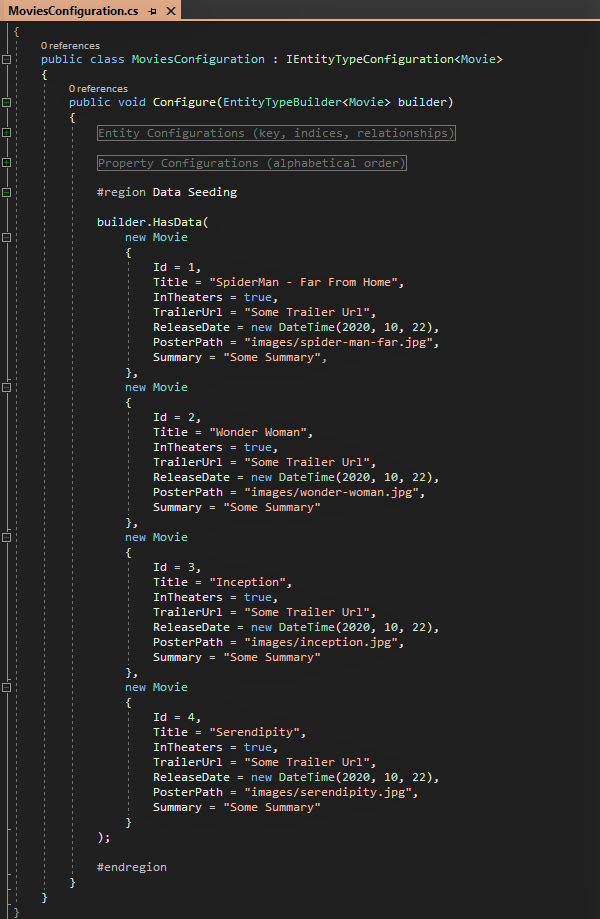 MoviesConfiguration.cs
{
0 references
public class MoviesConfiguration : IEntityTypeConfiguration<Movie>
{
0 references
public void Configure(EntityTypeBuilder<Movie> builder)
{
Entity Configurations (key, indices, relationships)
Property Configurations (alphabetical order)
#region Data Seeding
builder.HasData(
new Movie
{
Id = 1,
Title = "SpiderMan - Far From Home",
InTheaters = true,
TrailerUrl = "Some Trailer Url",
ReleaseDate = new DateTime(2020, 10, 22),
PosterPath = "images/spider-man-far.jpg",
Summary = "Some Summary",
},
new Movie
{
Id = 2,
Title = "Wonder Woman",
InTheaters = true,
TrailerUrl = "Some Trailer Url",
ReleaseDate = new DateTime(2020, 10, 22),
PosterPath = "images/wonder-woman.jpg",
Summary = "Some Summary"
},
new Movie
{
Id = 3,
Title = "Inception",
InTheaters = true,
TrailerUrl = "Some Trailer Url",
ReleaseDate = new DateTime(2020, 10, 22),
PosterPath = "images/inception.jpg",
Summary = "Some Summary"
},
new Movie
{
Id = 4,
Title = "Serendipity",
InTheaters = true,
TrailerUrl = "Some Trailer Url",
ReleaseDate = new DateTime(2020, 10, 22),
PosterPath = "images/serendipity.jpg",
Summary = "Some Summary"
}
);
#endregion
}
}
}